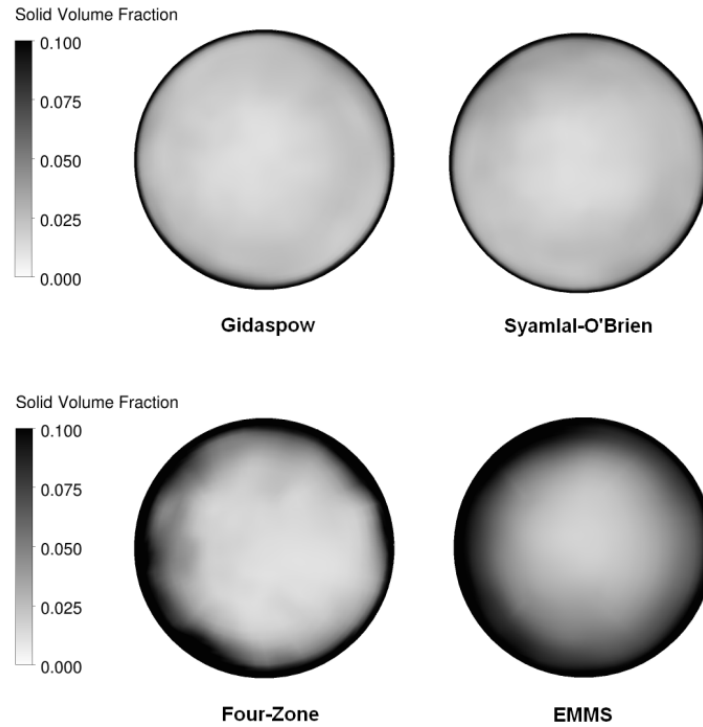 Solid Volume Fraction
0.100
0.075
0.050
0.025
0.000
Gidaspow
Syamlal-O'Brien
Solid Volume Fraction
0.100
0.075
0.050
0.025
0.000
Four-Zone
EMMS